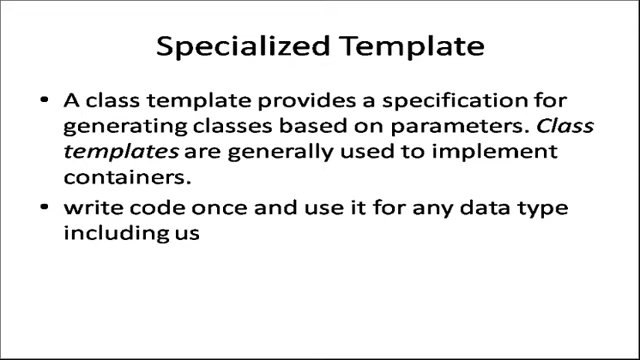 Specialized Template
• A class template provides a specification for
generating classes based on parameters. Class
templates are generally used to implement
containers.
• write code once and use it for any data type
including us